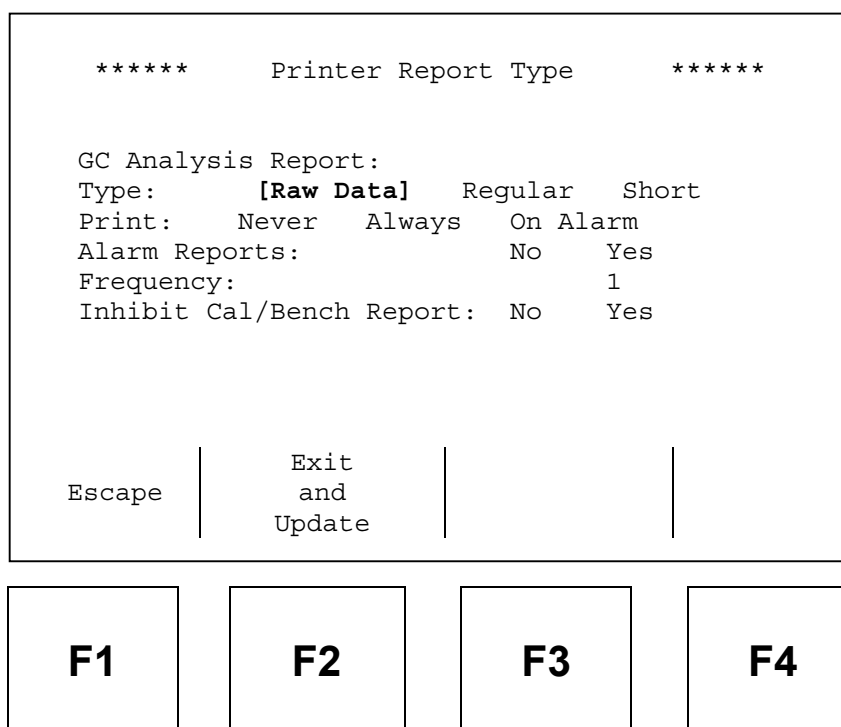 ****** Printer Report Type ******
GC Analysis Report:
Type: [Raw Data] Regular Short
Print: Never Always On Alarm
Alarm Reports: No Yes
Frequency: 1
Inhibit Cal/Bench Report: No Yes
Escape
Exit
and
Update
F1 F2 F3 F4